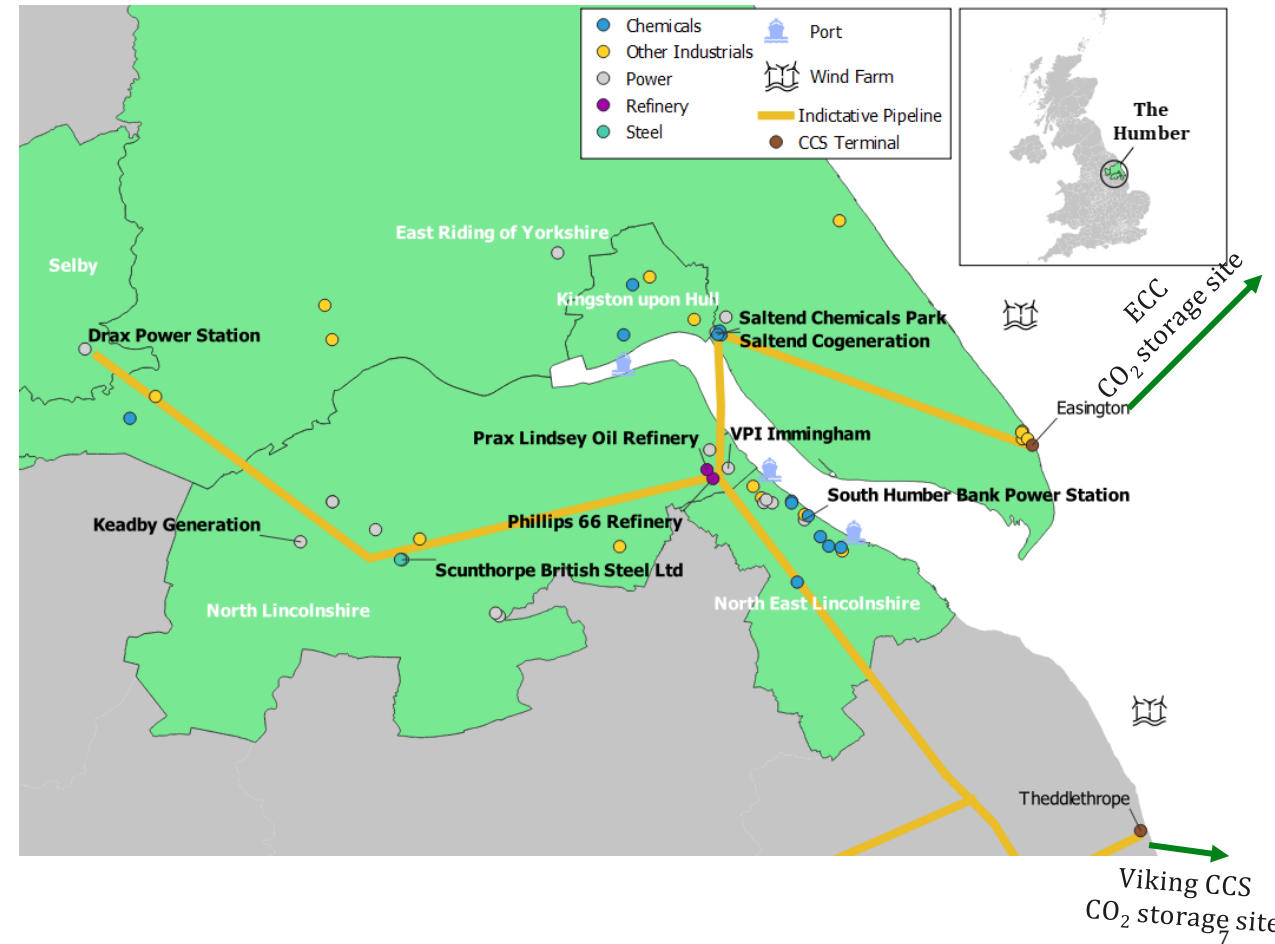 Chemicals
Other Industrials
Power
Refinery
Steel
Port
Wind Farm
Indictative Pipeline
CCS Terminal
The
Humber
East Riding of Yorkshire
Selby
Kingston upon Hull
Drax Power Station
Saltend Chemicals Park
Saltend Cogeneration
ECC
CO₂ storage site
Easington
Prax Lindsey Oil Refinery
VPI Immingham
South Humber Bank Power Station
Keadby Generation
Phillips 66 Refinery
Scunthorpe British Steel Ltd
North Lincolnshire
North East Lincolnshire
Theddlethrope
Viking CCS
CO₂ storage site
7